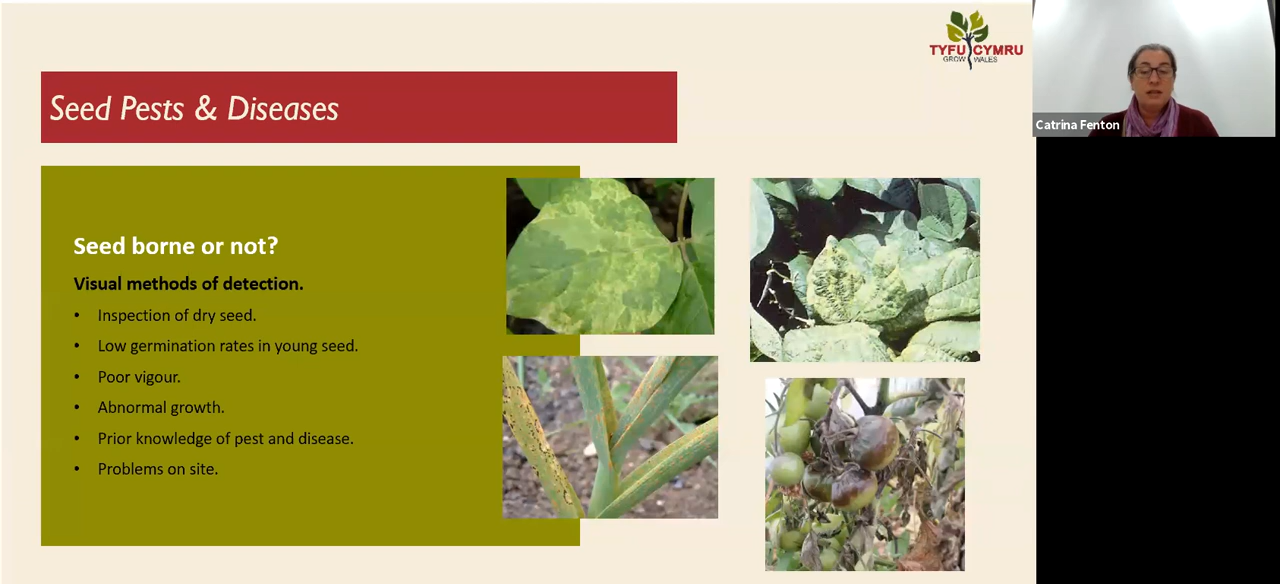 TYFU CYMRU
GROW WALES
Catrina Fenton
Seed Pests & Diseases
Seed borne or not?
Visual methods of detection.
• Inspection of dry seed.
• Low germination rates in young seed.
• Poor vigour.
• Abnormal growth.
• Prior knowledge of pest and disease.
• Problems on site.